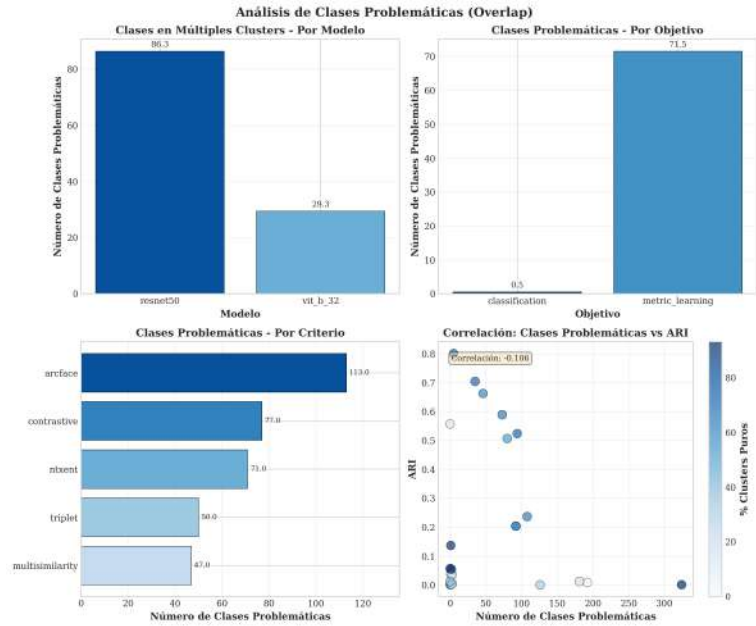 Análisis de Clases Problemáticas (Overlap)
Clases en Múltiples Clusters - Por Modelo
86.3
29.3
Número de Clases Problemáticas
80
60
40
20
0
resnet50
vit_b_32
Modelo
Clases Problemáticas - Por Objetivo
71.5
0.5
Número de Clases Problemáticas
70
60
50
40
30
20
10
0
classification
metric_learning
Objetivo
Clases Problemáticas - Por Criterio
arcface
113.0
contrastive
77.0
ntxent
71.0
triplet
50.0
multisimilarity
47.0
0
20
40
60
80
100
120
Número de Clases Problemáticas
Correlación: Clases Problemáticas vs ARI
Correlación: -0.106
ARI
0.8
0.7
0.6
0.5
0.4
0.3
0.2
0.1
0.0
0
50
100
150
200
250
300
Número de Clases Problemáticas
80
60
40
20
0
% Clusters Puros